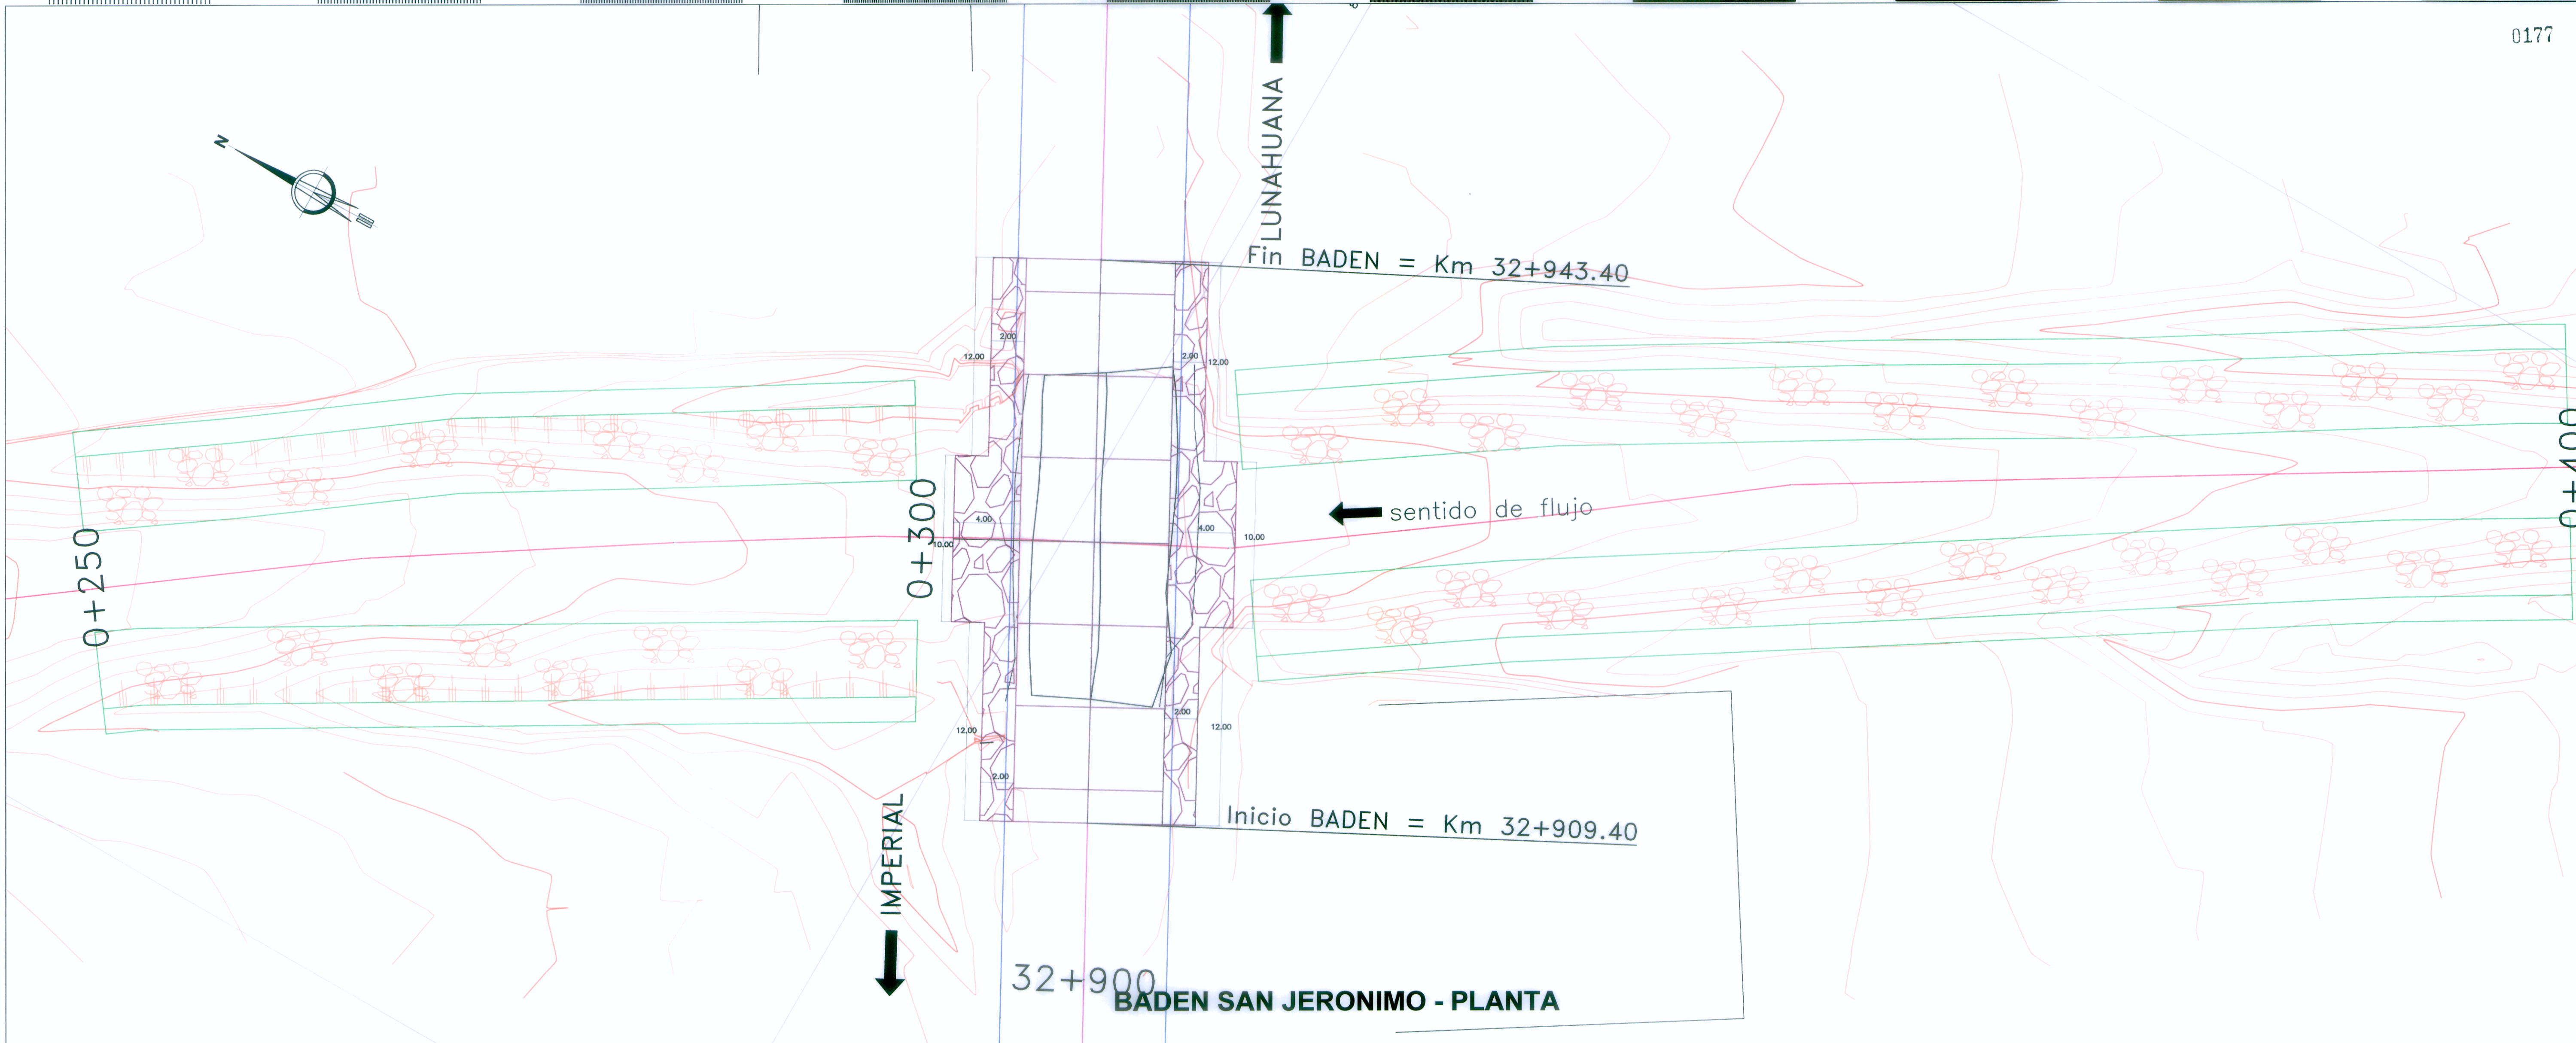 0177
N
LUNAHUANA
Fin BADEN = Km 32+943.40
2.00
12.00
2.00
12.00
0+250
0+300
4.00
10.00
4.00
10.00
sentido de flujo
0+400
12.00
2.00
2.00
12.00
IMPERIAL
Inicio BADEN = Km 32+909.40
32+900
BADEN SAN JERONIMO - PLANTA